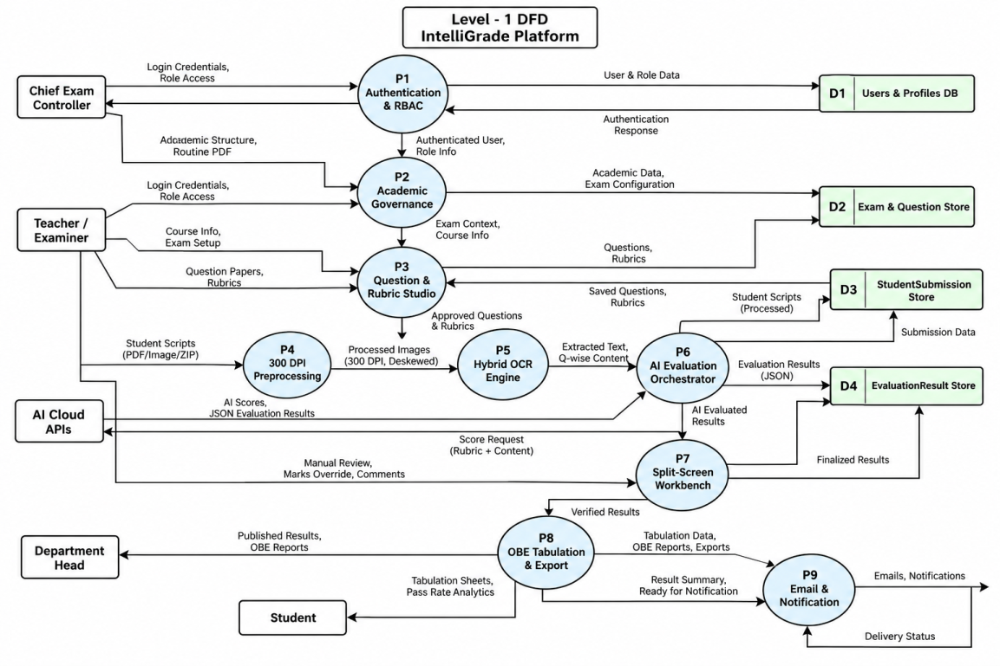 Level - 1 DFD
IntelliGrade Platform
Login Credentials,
Role Access
Chief Exam
Controller
P1
Authentication
& RBAC
User & Role Data
D1
Users & Profiles DB
Authentication
Response
Adcademic Structure,
Routine PDF
Authenticated User,
Role Info
Login Credentials,
Role Access
P2
Academic
Governance
Academic Data,
Exam Configuration
D2
Exam & Question Store
Teacher /
Examiner
Course Info,
Exam Setup
Exam Context,
Course Info
Question Papers,
Rubrics
P3
Question &
Rubric Studio
Questions,
Rubrics
Saved Questions,
Rubrics
D3
StudentSubmission
Store
Student Scripts
(Processed)
Submission Data
Approved Questions
& Rubrics
Student Scripts
(PDF/Image/ZIP)
P4
300 DPI
Preprocessing
Processed Images
(300 DPI, Deskewed)
P5
Hybrid OCR
Engine
Extracted Text,
Q-wise Content
P6
AI Evaluation
Orchestrator
Evaluation Results
(JSON)
D4
EvaluationResult Store
AI Cloud
APIs
AI Scores,
JSON Evaluation Results
AI Evaluated
Results
Score Request
(Rubric + Content)
Manual Review,
Marks Override, Comments
P7
Split-Screen
Workbench
Finalized Results
Verified Results
Department
Head
Published Results,
OBE Reports
P8
OBE Tabulation
& Export
Tabulation Data,
OBE Reports, Exports
Tabulation Sheets,
Pass Rate Analytics
Result Summary,
Ready for Notification
P9
Email &
Notification
Emails, Notifications
Student
Delivery Status